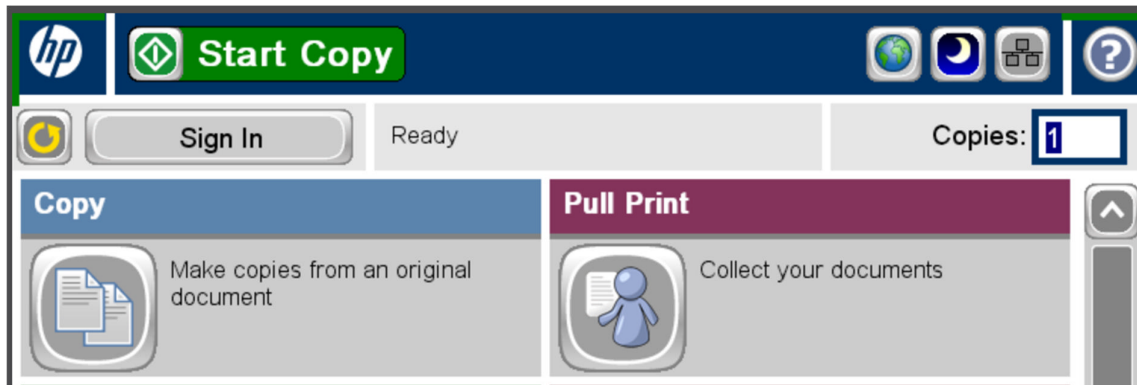 hp
Start Copy
?
Sign In
Ready
Copies: 1
Copy
Pull Print
Make copies from an original
document
Collect your documents